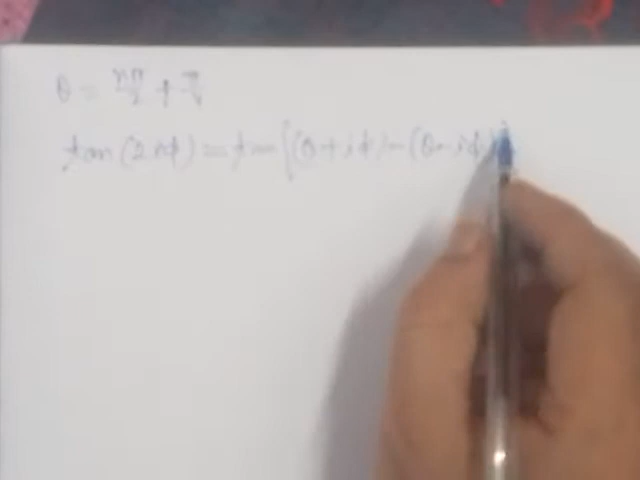 θ = nπ/2 + π/4
tan(2iφ) = tan{(θ+iφ)-(θ-iφ)